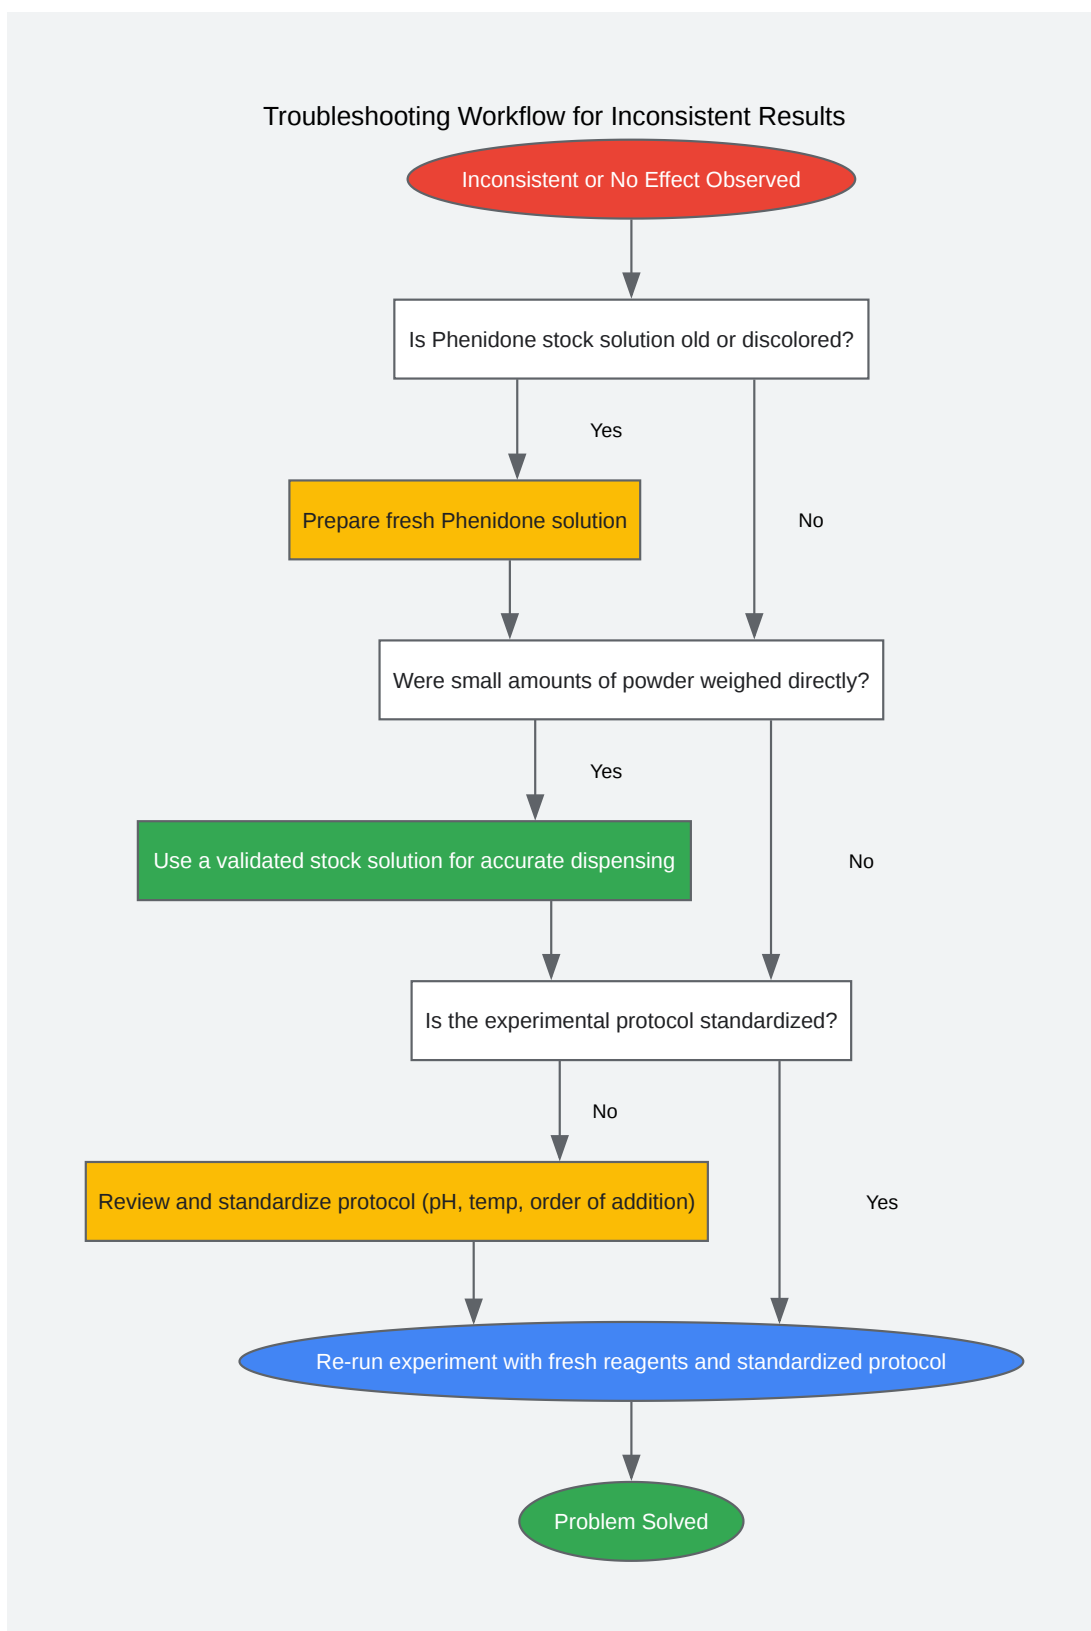 Troubleshooting Workflow for Inconsistent Results
Inconsistent or No Effect Observed
Is Phenidone stock solution old or discolored?
Yes
Prepare fresh Phenidone solution
No
Were small amounts of powder weighed directly?
Yes
Use a validated stock solution for accurate dispensing
No
Is the experimental protocol standardized?
No
Review and standardize protocol (pH, temp, order of addition)
Yes
Re-run experiment with fresh reagents and standardized protocol
Problem Solved